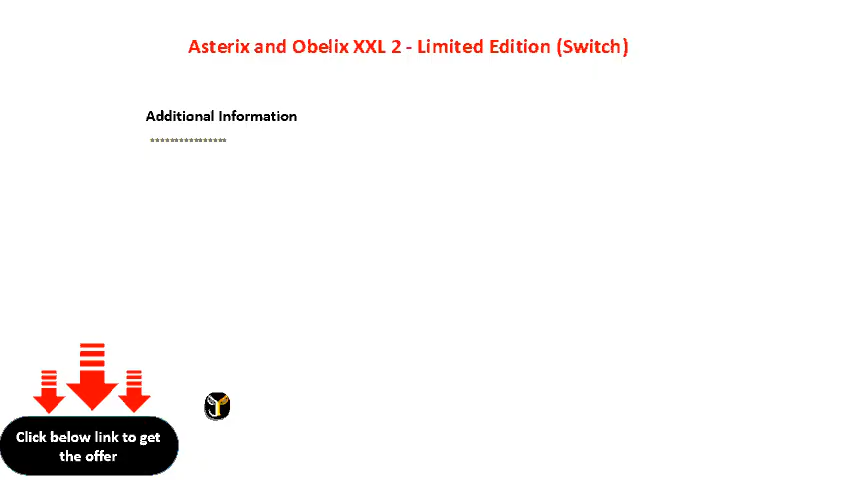 Asterix and Obelix XXL 2 - Limited Edition (Switch)
Additional Information
****************
Click below link to get
the offer